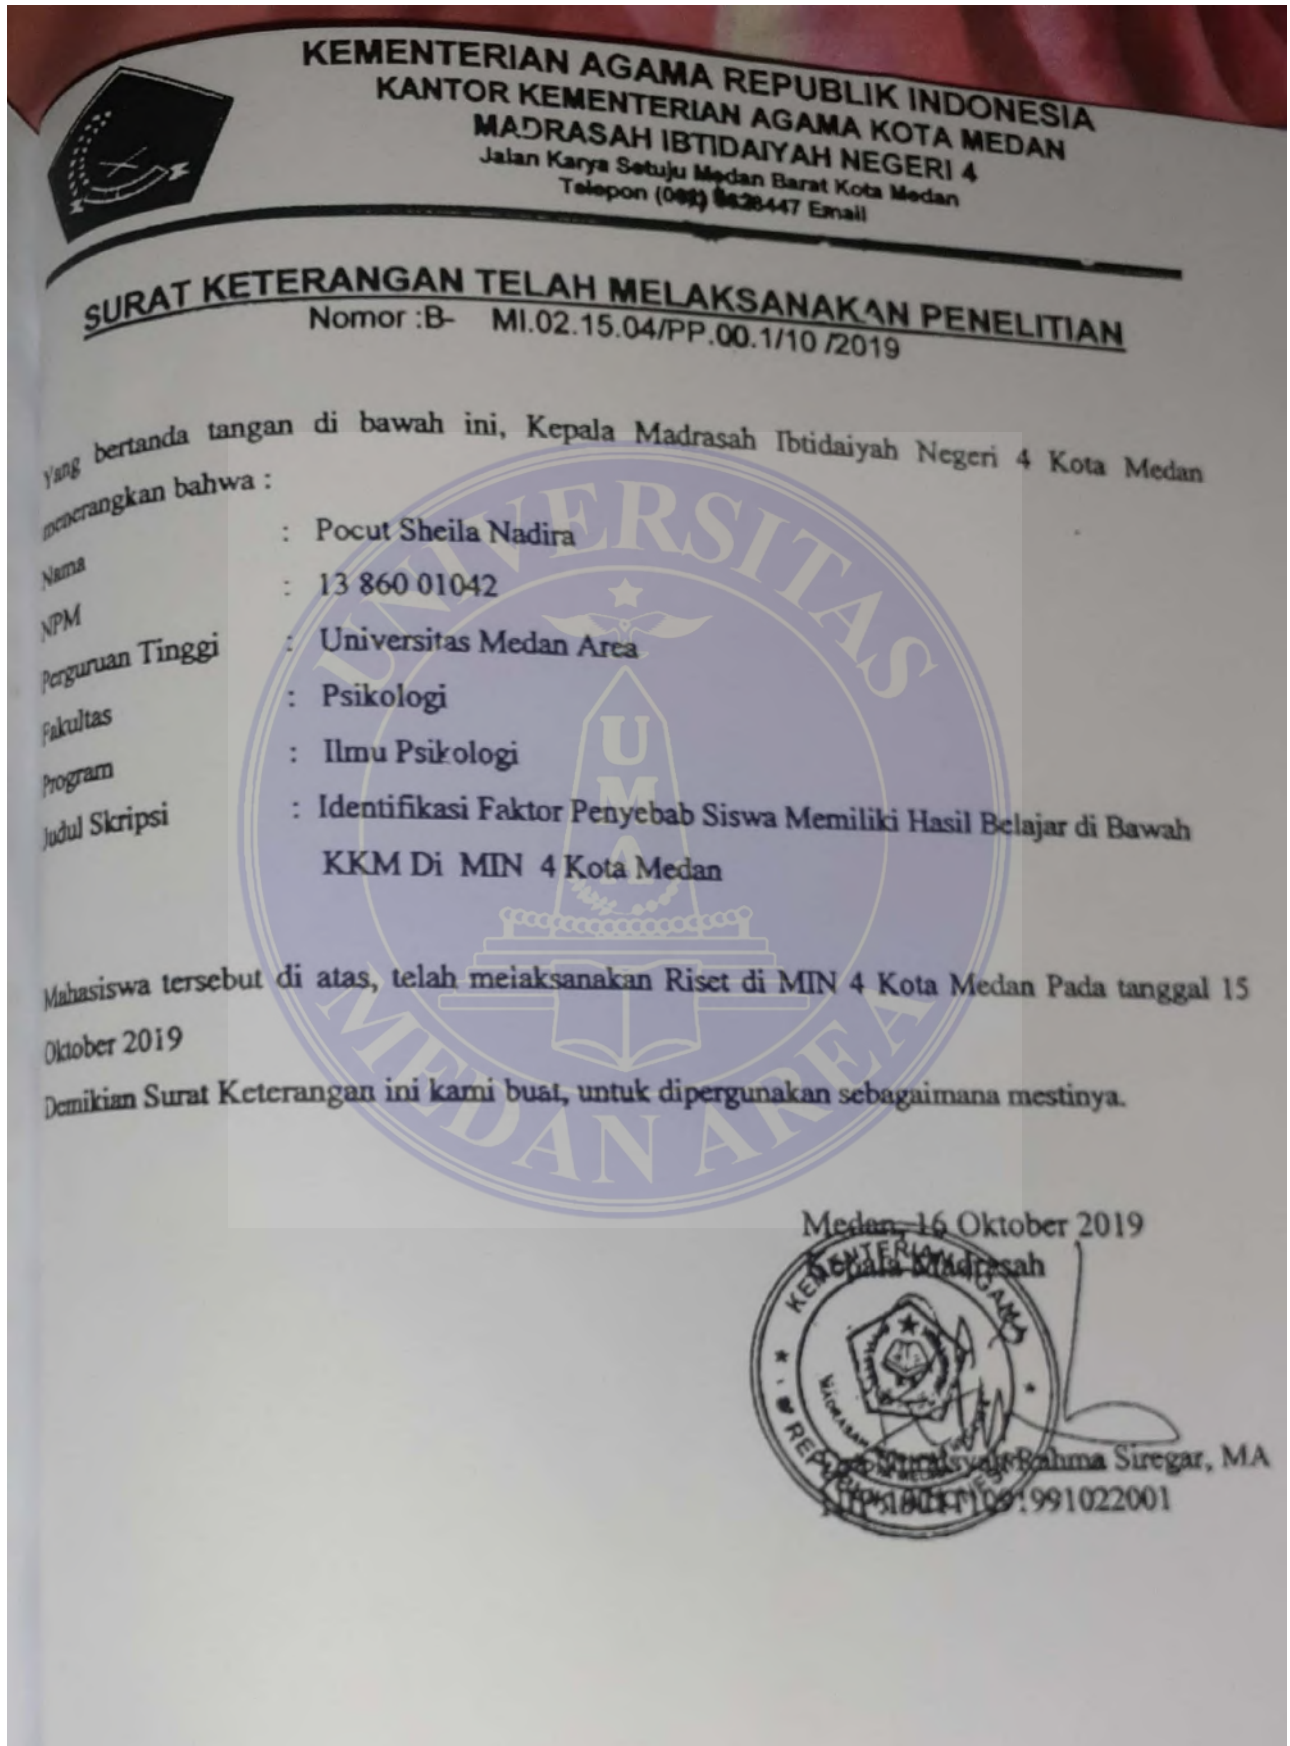 KEMENTERIAN AGAMA REPUBLIK INDONESIA
KANTOR KEMENTERIAN AGAMA KOTA MEDAN
MADRASAH IBTIDAIYAH NEGERI 4
Jalan Karya Setuju Medan Barat Kota Medan
Telepon Email
SURAT KETERANGAN TELAH MELAKSANAKAN PENELITIAN
Nomor :B- MI.02.15.04/PP.00.1/10 /2019
Yang bertanda tangan di bawah ini, Kepala Madrasah Ibtidaiyah Negeri 4 Kota Medan
menerangkan bahwa :
Nama : Pocut Sheila Nadira
NPM : 13 860 01042
Perguruan Tinggi : Universitas Medan Area
Fakultas : Psikologi
Program : Ilmu Psikologi
Judul Skripsi : Identifikasi Faktor Penyebab Siswa Memiliki Hasil Belajar di Bawah
KKM Di MIN 4 Kota Medan
Mahasiswa tersebut di atas, telah melaksanakan Riset di MIN 4 Kota Medan Pada tanggal 15
Oktober 2019
Demikian Surat Keterangan ini kami buat, untuk dipergunakan sebagaimana mestinya.
Medan, 16 Oktober 2019
Kepala Madrasah
Rahma Siregar, MA
KEMENTERIAN AGAMA
UNIVERSITAS
UMA
MEDAN AREA